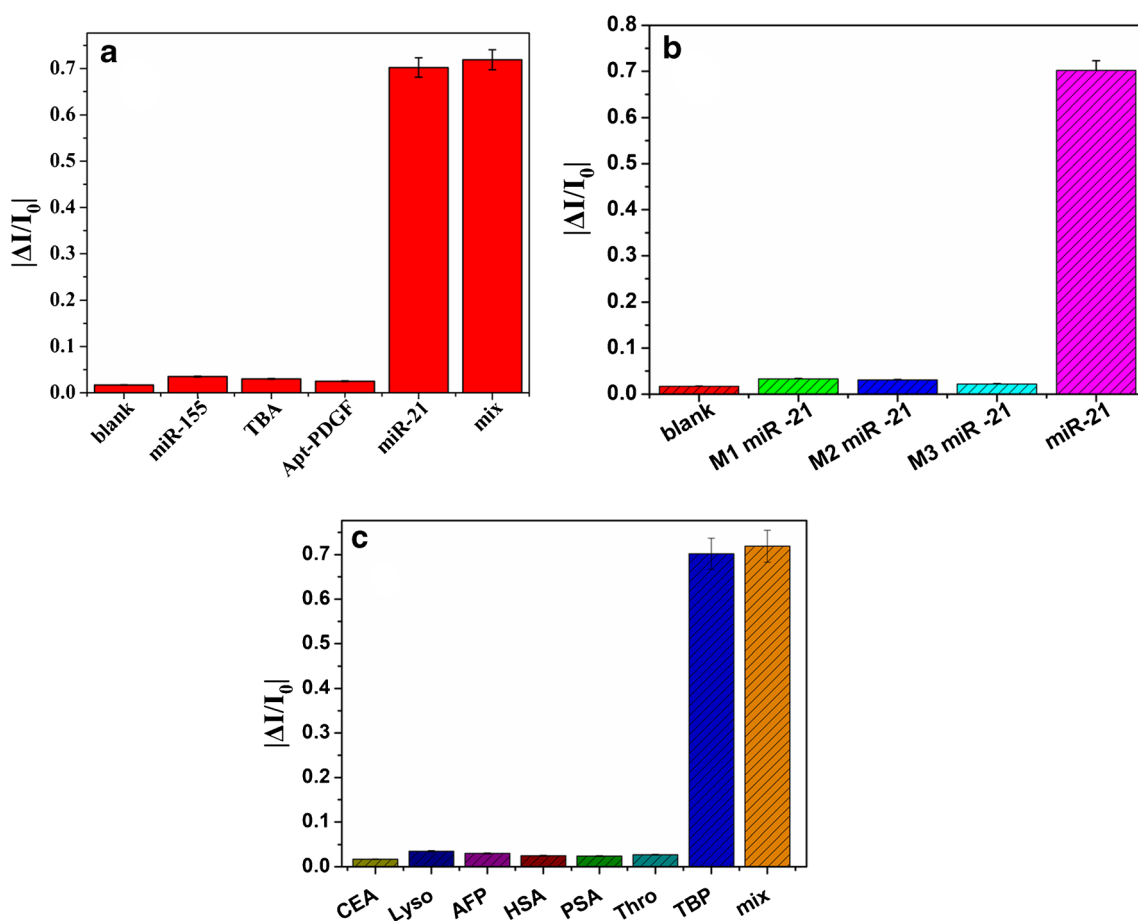 a
|ΔI/I₀|
0.7
0.6
0.5
0.4
0.3
0.2
0.1
0.0
blank
miR-155
TBA
Apt-PDGF
miR-21
mix
b
|ΔI/I₀|
0.8
0.7
0.6
0.5
0.4
0.3
0.2
0.1
0.0
blank
M1 miR -21
M2 miR -21
M3 miR -21
miR-21
c
|ΔI/I₀|
0.7
0.6
0.5
0.4
0.3
0.2
0.1
0.0
CEA
Lyso
AFP
HSA
PSA
Thro
TBP
mix